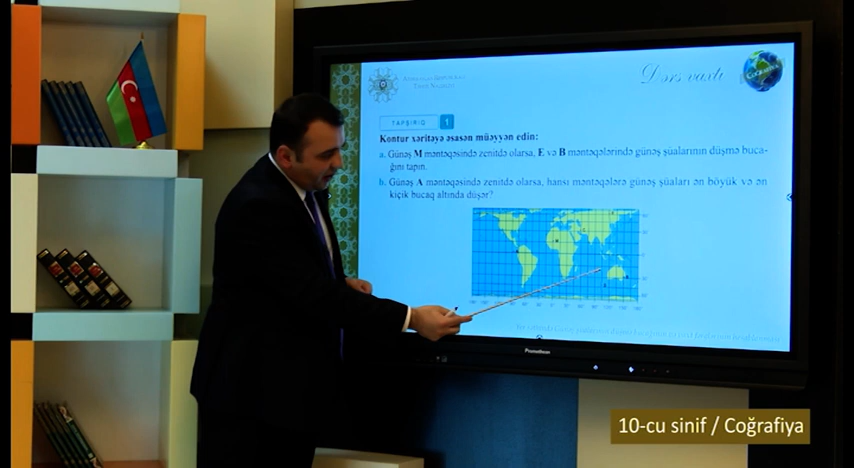 Dərs vaxtı
Coğrafiya
TAPŞIRIQ 1
Kontur xəritəyə əsasən müəyyən edin:
a. Günəş M məntəqəsində zenitdə olarsa, E və B məntəqələrində günəş şüalarının düşmə buca-
ğını tapın.
b. Günəş A məntəqəsində zenitdə olarsa, hansı məntəqələrə günəş şüaları ən böyük və ən
kiçik bucaq altında düşər?
Promethean
10-cu sinif / Coğrafiya